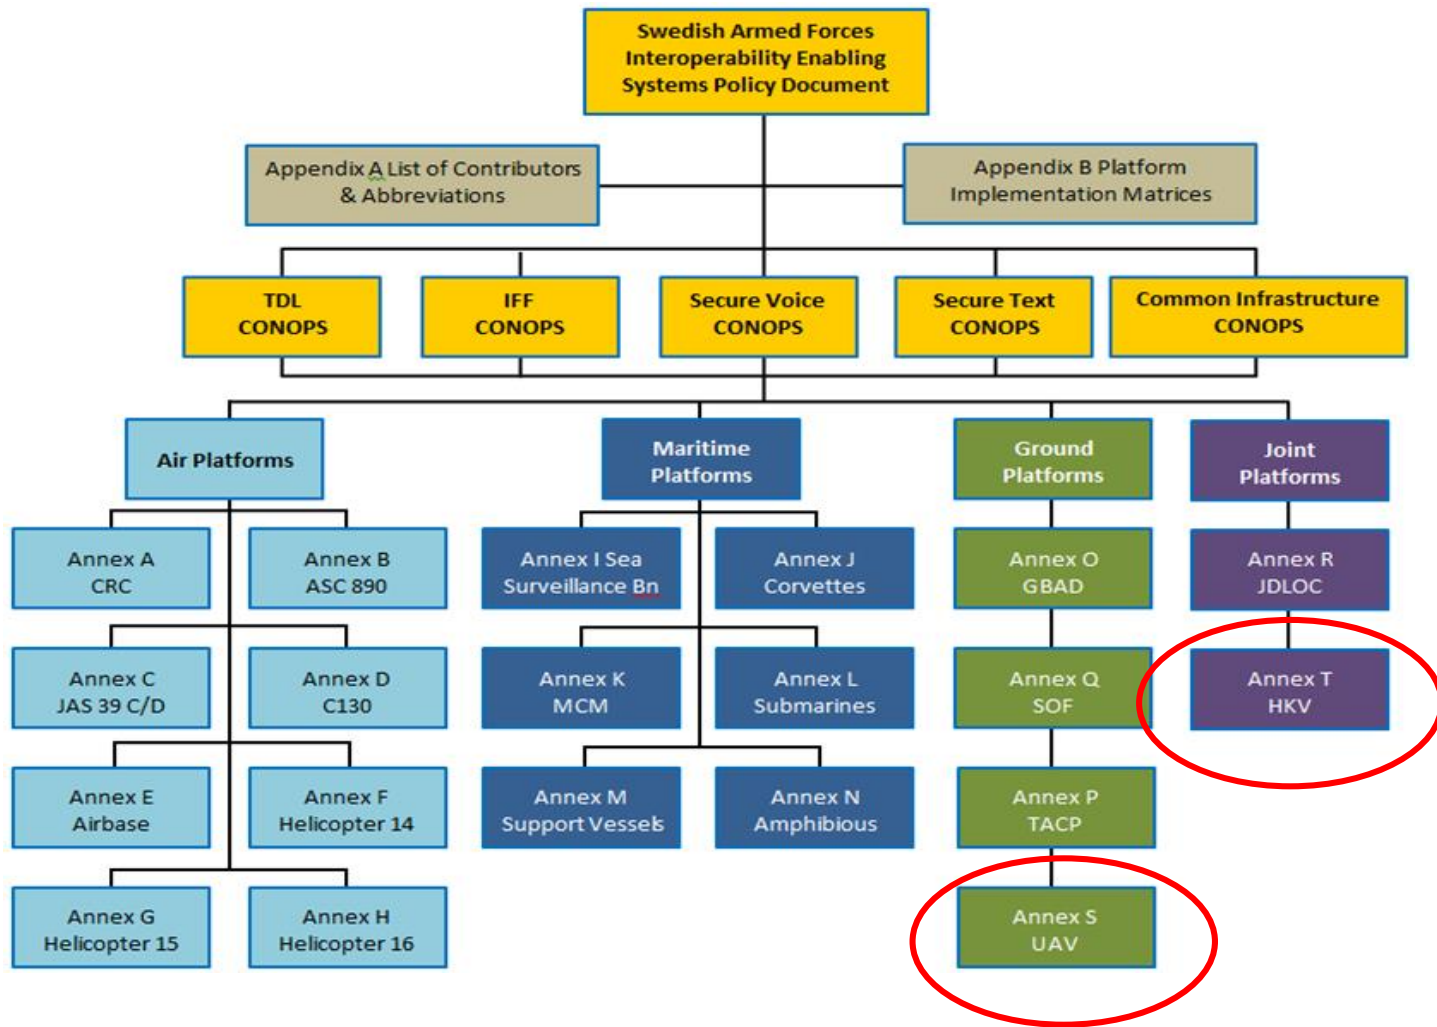 Swedish Armed Forces
Interoperability Enabling
Systems Policy Document
Appendix A List of Contributors
& Abbreviations
Appendix B Platform
Implementation Matrices
TDL
CONOPS
IFF
CONOPS
Secure Voice
CONOPS
Secure Text
CONOPS
Common Infrastructure
CONOPS
Air Platforms
Maritime
Platforms
Ground
Platforms
Joint
Platforms
Annex A
CRC
Annex B
ASC 890
Annex I Sea
Surveillance Bn
Annex J
Corvettes
Annex O
GBAD
Annex R
JDLOC
Annex C
JAS 39 C/D
Annex D
C130
Annex K
MCM
Annex L
Submarines
Annex Q
SOF
Annex T
HKV
Annex E
Airbase
Annex F
Helicopter 14
Annex M
Support Vessels
Annex N
Amphibious
Annex P
TACP
Annex G
Helicopter 15
Annex H
Helicopter 16
Annex S
UAV